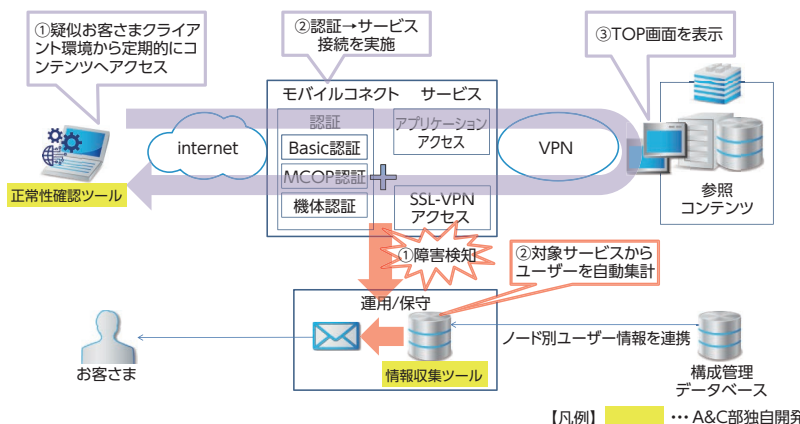 ①疑似お客さまクライア
ント環境から定期的にコ
ンテンツへアクセス
②認証→サービス
接続を実施
③TOP画面を表示
モバイルコネクト サービス
認証
Basic認証
MCOP認証
機体認証
アプリケーション
アクセス
SSL-VPN
アクセス
internet
VPN
正常性確認ツール
参照
コンテンツ
①障害検知
②対象サービスから
ユーザーを自動集計
運用/保守
お客さま
情報収集ツール
ノード別ユーザー情報を連携
構成管理
データベース
【凡例】 …A&C部独自開発